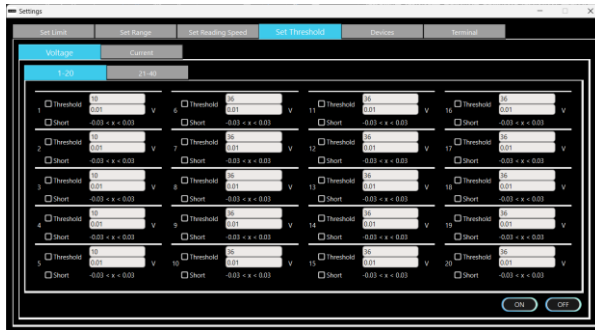 Settings
Set Limit Set Range Set Reading Speed Set Threshold Devices Terminal
Voltage Current
1-20 21-40
1 Threshold 10 0.01 V
Short -0.03 < x < 0.03
6 Threshold 36 0.01 V
Short -0.03 < x < 0.03
11 Threshold 36 0.01 V
Short -0.03 < x < 0.03
16 Threshold 36 0.01 V
Short -0.03 < x < 0.03
2 Threshold 10 0.01 V
Short -0.03 < x < 0.03
7 Threshold 36 0.01 V
Short -0.03 < x < 0.03
12 Threshold 36 0.01 V
Short -0.03 < x < 0.03
17 Threshold 36 0.01 V
Short -0.03 < x < 0.03
3 Threshold 10 0.01 V
Short -0.03 < x < 0.03
8 Threshold 36 0.01 V
Short -0.03 < x < 0.03
13 Threshold 36 0.01 V
Short -0.03 < x < 0.03
18 Threshold 36 0.01 V
Short -0.03 < x < 0.03
4 Threshold 10 0.01 V
Short -0.03 < x < 0.03
9 Threshold 36 0.01 V
Short -0.03 < x < 0.03
14 Threshold 36 0.01 V
Short -0.03 < x < 0.03
19 Threshold 36 0.01 V
Short -0.03 < x < 0.03
5 Threshold 10 0.01 V
Short -0.03 < x < 0.03
10 Threshold 36 0.01 V
Short -0.03 < x < 0.03
15 Threshold 36 0.01 V
Short -0.03 < x < 0.03
20 Threshold 36 0.01 V
Short -0.03 < x < 0.03
ON OFF